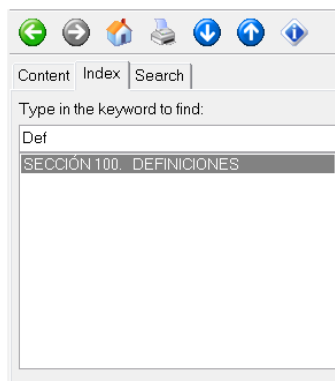 Content Index Search
Type in the keyword to find:
Def
SECCIÓN 100. DEFINICIONES